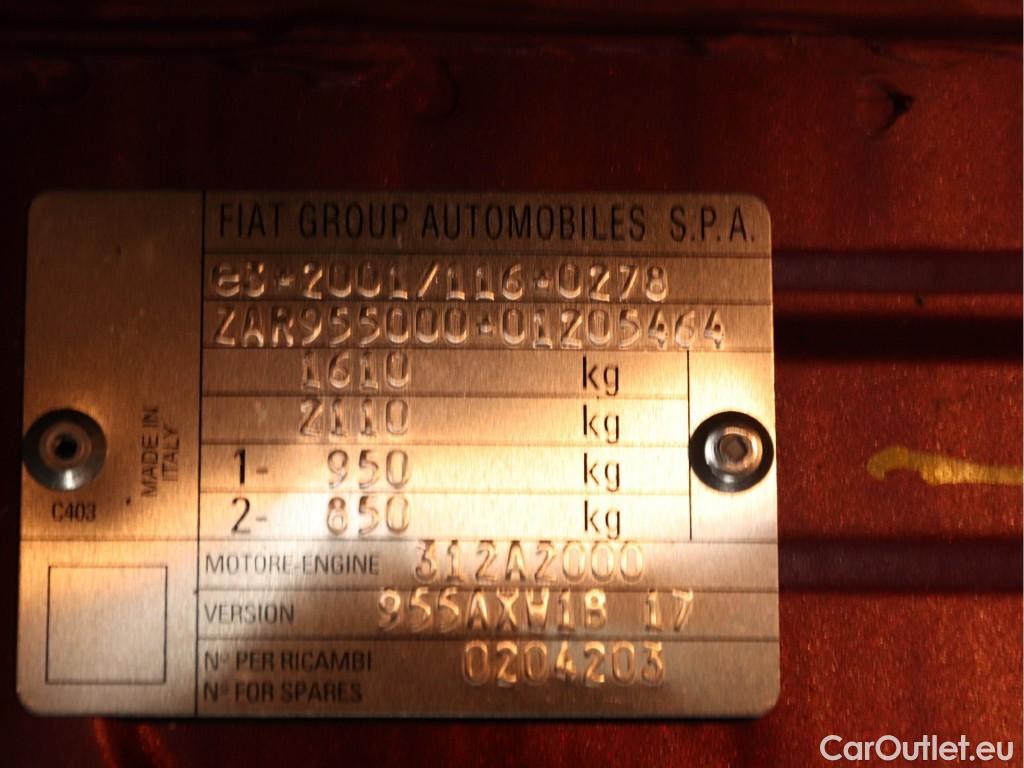 FIAT GROUP AUTOMOBILES S.P.A.
e3*2001/116*0278
ZAR955000*01205464
1610 kg
2110 kg
1- 950 kg
2- 850 kg
MADE IN
ITALY
C403
MOTORE-ENGINE 312A2000
VERSION 955AXW1B 17
N° PER RICAMBI
N° FOR SPARES 0204203
CarOutlet.eu